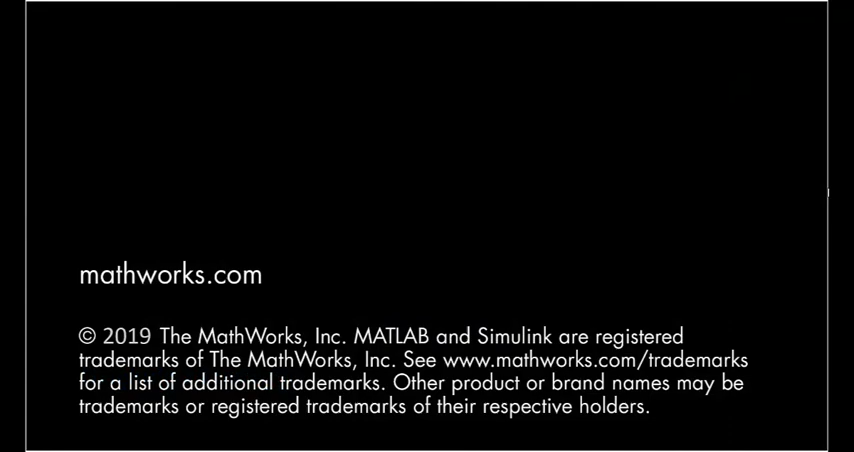 mathworks.com
© 2019 The MathWorks, Inc. MATLAB and Simulink are registered
trademarks of The MathWorks, Inc. See www.mathworks.com/trademarks
for a list of additional trademarks. Other product or brand names may be
trademarks or registered trademarks of their respective holders.